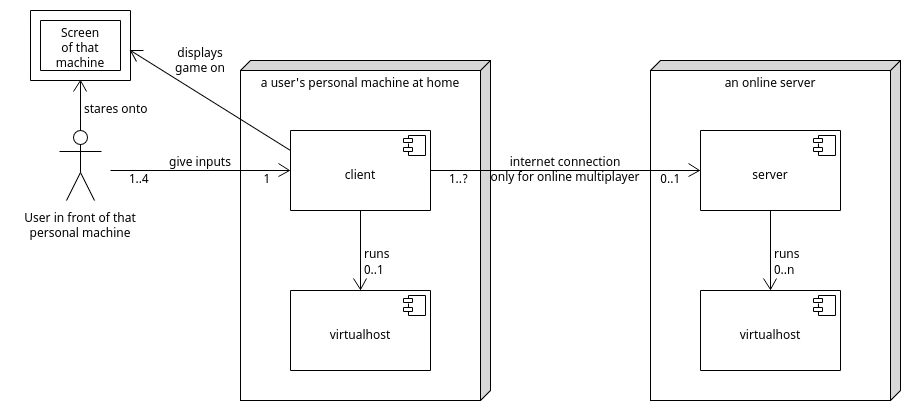 Screen
of that
machine
displays
game on
a user's personal machine at home
an online server
stares onto
give inputs
1..4
1
client
internet connection
only for online multiplayer
1..?
0..1
server
User in front of that
personal machine
runs
0..1
runs
0..n
virtualhost
virtualhost